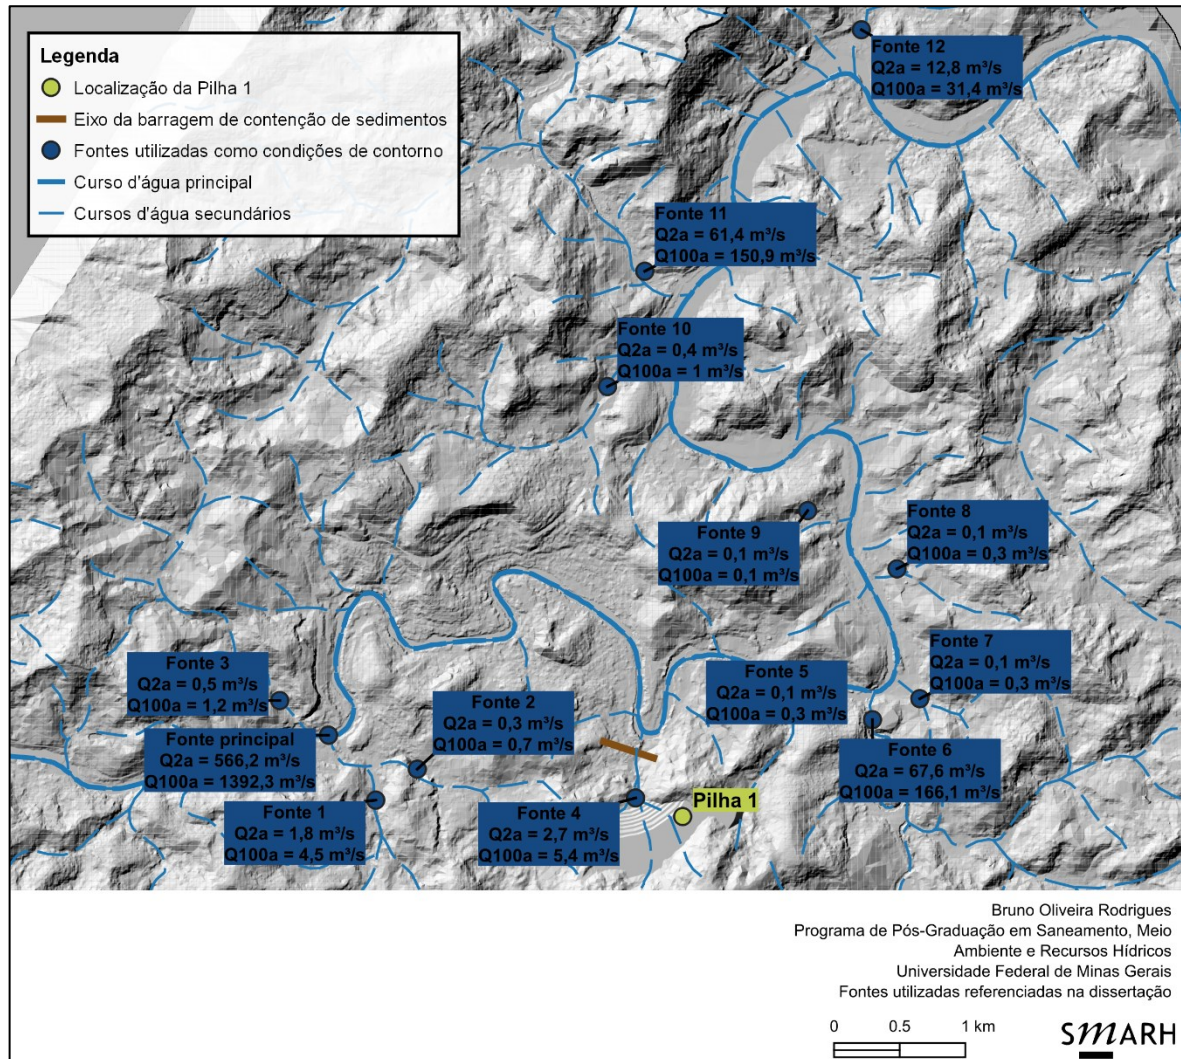 Legenda
Localização da Pilha 1
Eixo da barragem de contenção de sedimentos
Fontes utilizadas como condições de contorno
Curso d'água principal
Cursos d'água secundários
Fonte 12
Q2a = 12,8 m³/s
Q100a = 31,4 m³/s
Fonte 11
Q2a = 61,4 m³/s
Q100a = 150,9 m³/s
Fonte 10
Q2a = 0,4 m³/s
Q100a = 1 m³/s
Fonte 9
Q2a = 0,1 m³/s
Q100a = 0,1 m³/s
Fonte 8
Q2a = 0,1 m³/s
Q100a = 0,3 m³/s
Fonte 3
Q2a = 0,5 m³/s
Q100a = 1,2 m³/s
Fonte 2
Q2a = 0,3 m³/s
Q100a = 0,7 m³/s
Fonte 5
Q2a = 0,1 m³/s
Q100a = 0,3 m³/s
Fonte 7
Q2a = 0,1 m³/s
Q100a = 0,3 m³/s
Fonte principal
Q2a = 566,2 m³/s
Q100a = 1392,3 m³/s
Fonte 6
Q2a = 67,6 m³/s
Q100a = 166,1 m³/s
Fonte 1
Q2a = 1,8 m³/s
Q100a = 4,5 m³/s
Fonte 4
Q2a = 2,7 m³/s
Q100a = 5,4 m³/s
Pilha 1
Bruno Oliveira Rodrigues
Programa de Pós-Graduação em Saneamento, Meio
Ambiente e Recursos Hídricos
Universidade Federal de Minas Gerais
Fontes utilizadas referenciadas na dissertação
0 0.5 1 km
SMARH